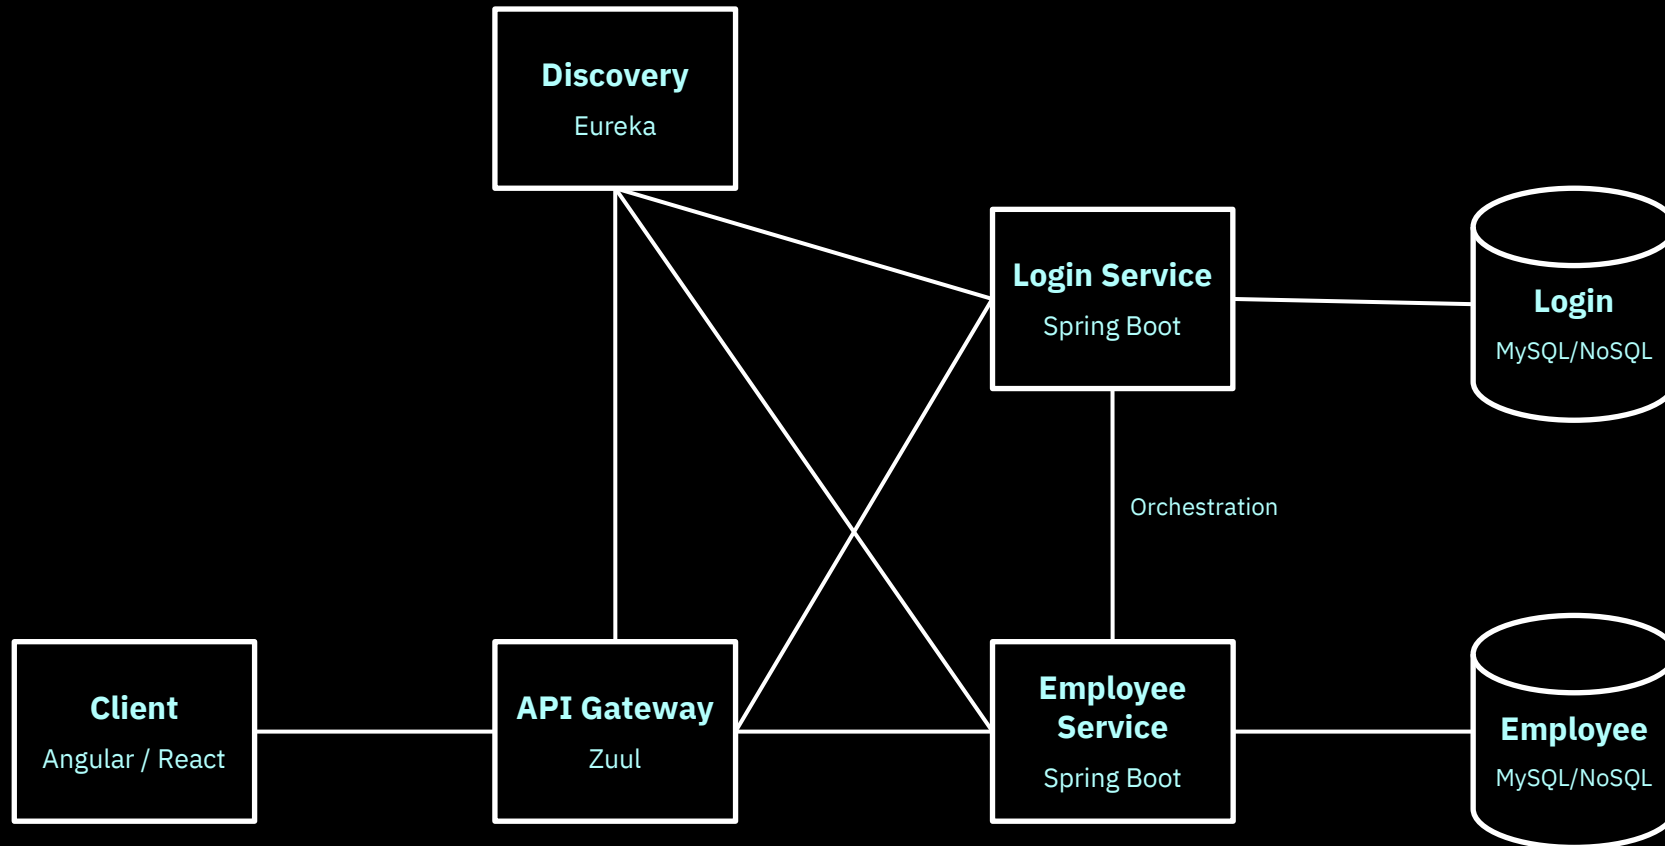 Discovery
Eureka
Login Service
Spring Boot
Login
MySQL/NoSQL
Orchestration
Client
Angular / React
API Gateway
Zuul
Employee
Service
Spring Boot
Employee
MySQL/NoSQL